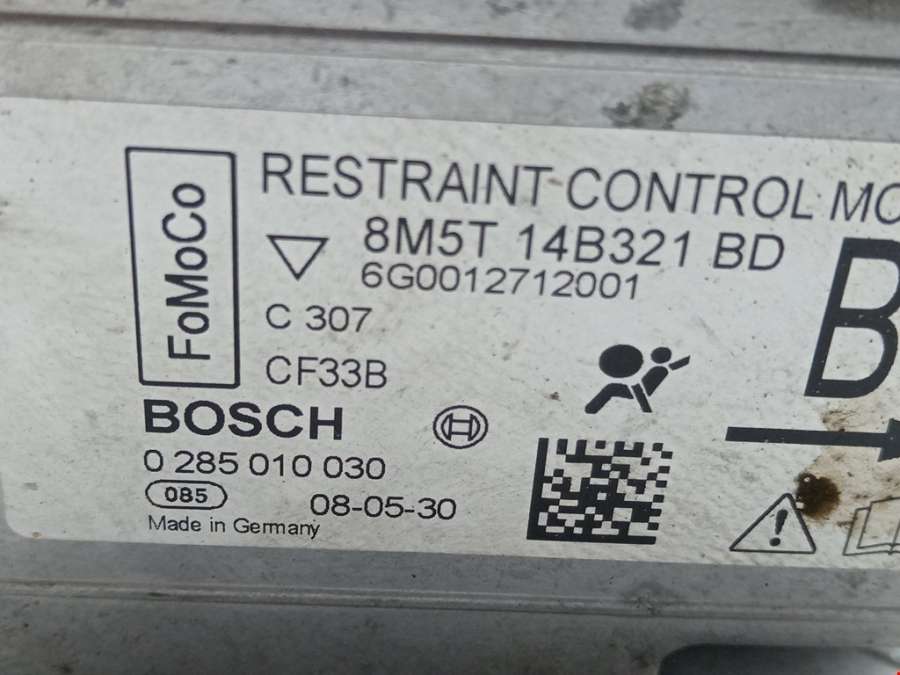 FoMoCo
RESTRAINT CONTROL MO
8M5T 14B321 BD
6G0012712001
C 307
CF33B
B
BOSCH
0 285 010 030
085
08-05-30
Made in Germany